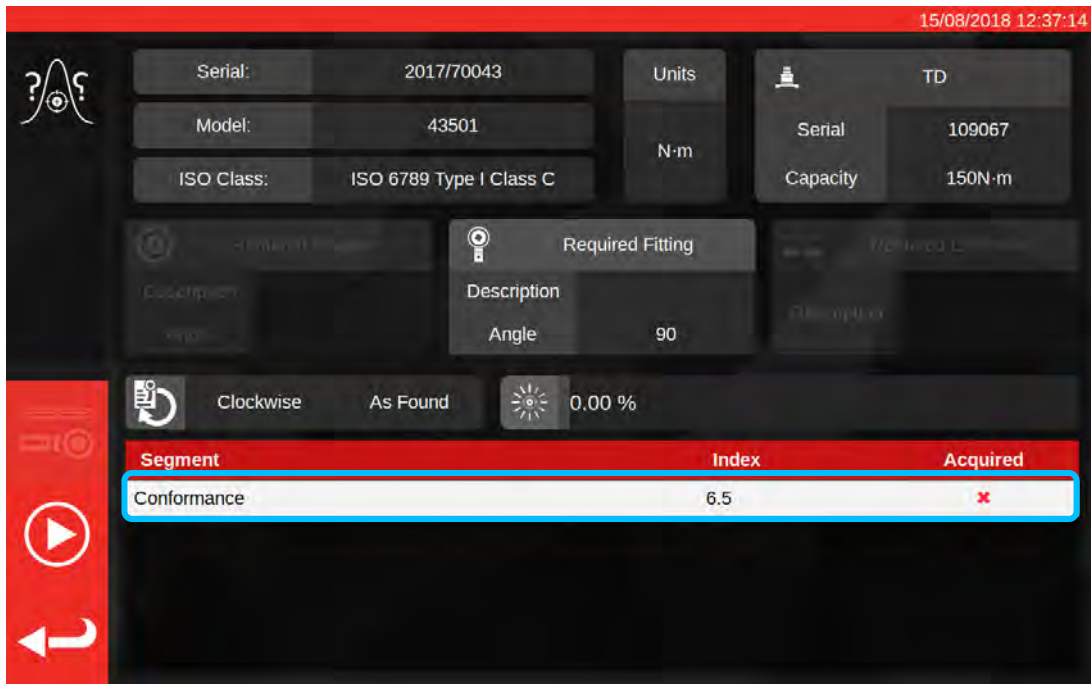 15/08/2018 12:37:14
Serial: 2017/70043
Model: 43501
ISO Class: ISO 6789 Type I Class C
Units
N·m
TD
Serial 109067
Capacity 150N·m
Required Fitting
Description
Angle 90
Description
Clockwise As Found 0.00 %
Segment Index Acquired
Conformance 6.5